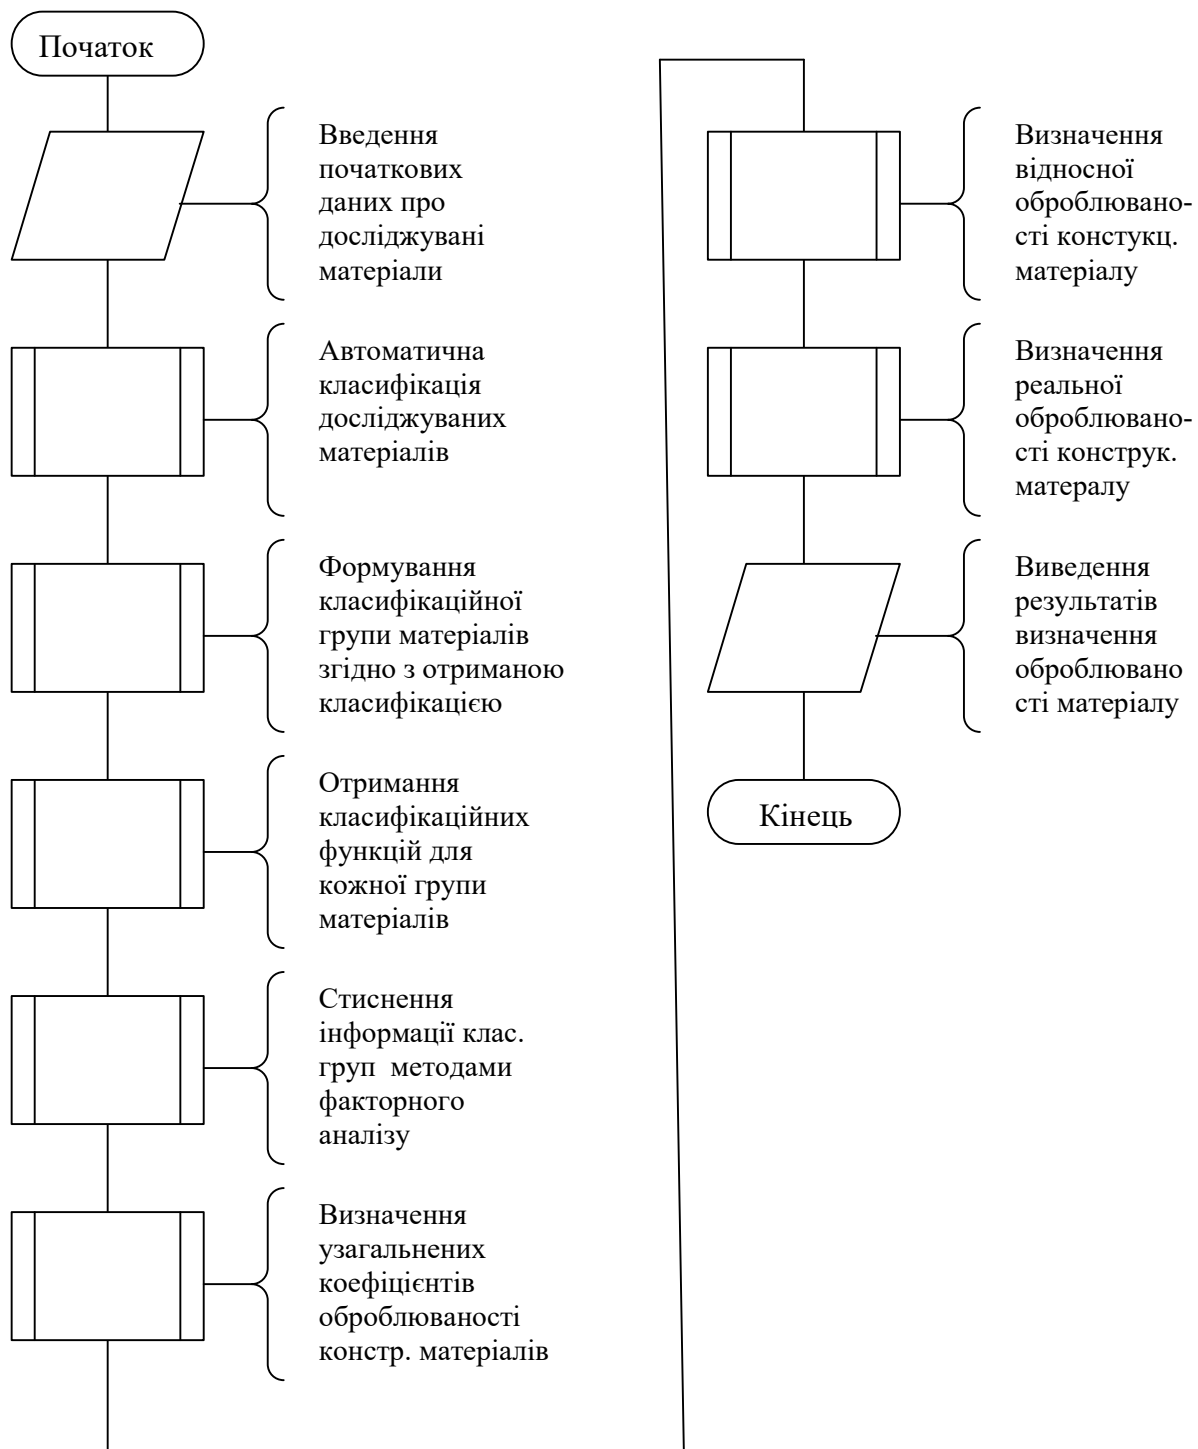 Початок
Введення
початкових
даних про
досліджувані
матеріали
Автоматична
класифікація
досліджуваних
матеріалів
Формування
класифікаційної
групи матеріалів
згідно з отриманою
класифікацією
Отримання
класифікаційних
функцій для
кожної групи
матеріалів
Стиснення
інформації клас.
груп методами
факторного
аналізу
Визначення
узагальнених
коефіцієнтів
оброблюваності
констр. матеріалів
Визначення
відносної
оброблювано-
сті констукц.
матеріалу
Визначення
реальної
оброблювано-
сті конструк.
матералу
Виведення
результатів
визначення
оброблювано
сті матеріалу
Кінець